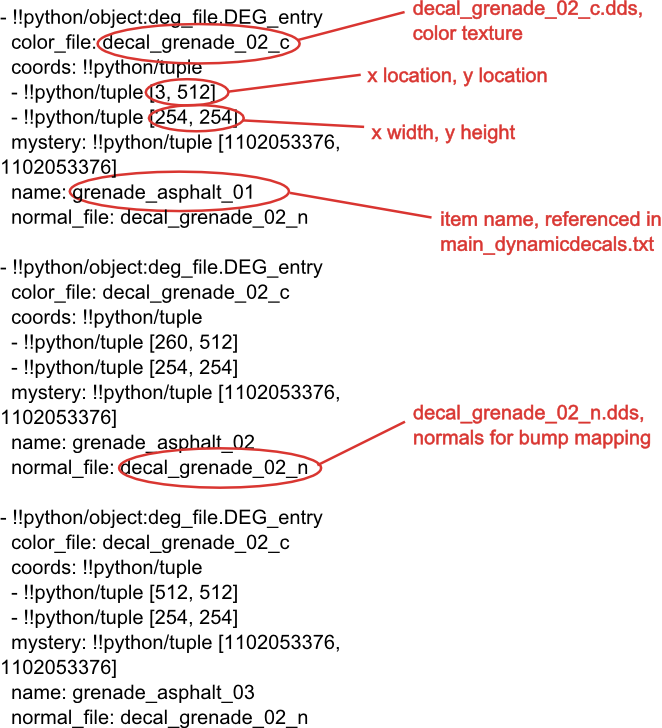 - !!python/object:deg_file.DEG_entry
color_file: decal_grenade_02_c
coords: !!python/tuple
- !!python/tuple [3, 512]
- !!python/tuple [254, 254]
mystery: !!python/tuple [1102053376,
1102053376]
name: grenade_asphalt_01
normal_file: decal_grenade_02_n
decal_grenade_02_c.dds,
color texture
x location, y location
x width, y height
item name, referenced in
main_dynamicdecals.txt
- !!python/object:deg_file.DEG_entry
color_file: decal_grenade_02_c
coords: !!python/tuple
- !!python/tuple [260, 512]
- !!python/tuple [254, 254]
mystery: !!python/tuple [1102053376,
1102053376]
name: grenade_asphalt_02
normal_file: decal_grenade_02_n
decal_grenade_02_n.dds,
normals for bump mapping
- !!python/object:deg_file.DEG_entry
color_file: decal_grenade_02_c
coords: !!python/tuple
- !!python/tuple [512, 512]
- !!python/tuple [254, 254]
mystery: !!python/tuple [1102053376,
1102053376]
name: grenade_asphalt_03
normal_file: decal_grenade_02_n